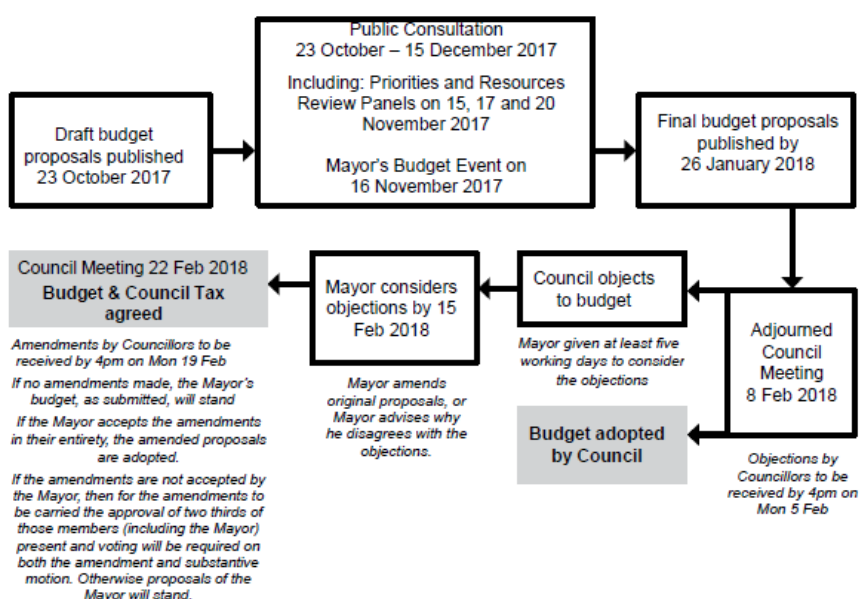 Draft budget
proposals published
23 October 2017
Public Consultation
23 October – 15 December 2017
Including: Priorities and Resources
Review Panels on 15, 17 and 20
November 2017
Mayor's Budget Event on
16 November 2017
Final budget proposals
published by
26 January 2018
Adjourned
Council
Meeting
8 Feb 2018
Objections by
Councillors to be
received by 4pm on
Mon 5 Feb
Council objects
to budget
Mayor given at least five
working days to consider
the objections
Budget adopted
by Council
Mayor considers
objections by 15
Feb 2018
Mayor amends
original proposals, or
Mayor advises why
he disagrees with the
objections.
Council Meeting 22 Feb 2018
Budget & Council Tax
agreed
Amendments by Councillors to be
received by 4pm on Mon 19 Feb
If no amendments made, the Mayor's
budget, as submitted, will stand
If the Mayor accepts the amendments
in their entirety, the amended proposals
are adopted.
If the amendments are not accepted by
the Mayor, then for the amendments to
be carried the approval of two thirds of
those members (including the Mayor)
present and voting will be required on
both the amendment and substantive
motion. Otherwise proposals of the
Mayor will stand.